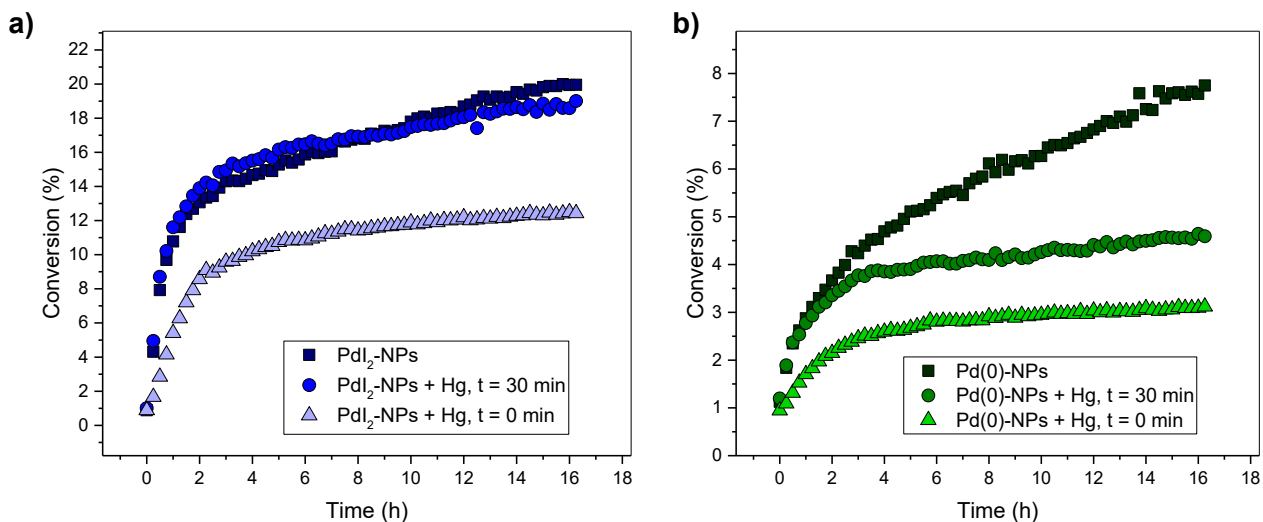 a)
Conversion (%)
22
20
18
16
14
12
10
8
6
4
2
0
PdI₂-NPs
PdI₂-NPs + Hg, t = 30 min
PdI₂-NPs + Hg, t = 0 min
0 2 4 6 8 10 12 14 16 18
Time (h)
b)
Conversion (%)
8
7
6
5
4
3
2
1
0
Pd(0)-NPs
Pd(0)-NPs + Hg, t = 30 min
Pd(0)-NPs + Hg, t = 0 min
0 2 4 6 8 10 12 14 16 18
Time (h)